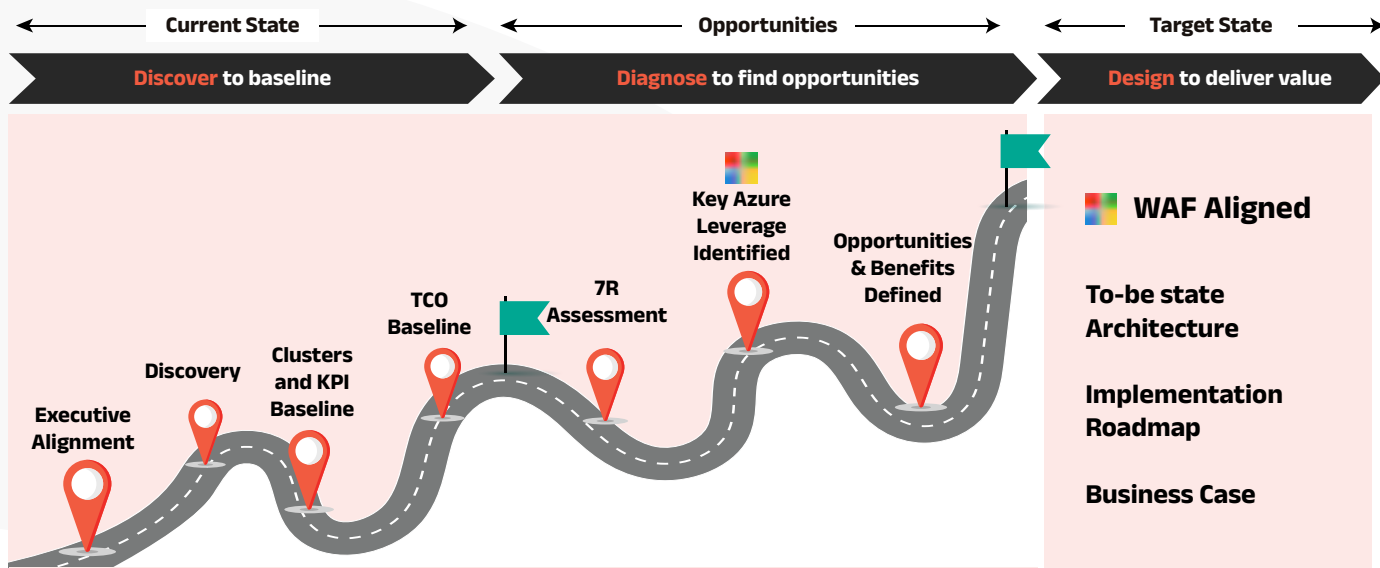 Current State
Opportunities
Target State
Discover to baseline
Diagnose to find opportunities
Design to deliver value
Executive
Alignment
Discovery
Clusters
and KPI
Baseline
TCO
Baseline
7R
Assessment
Key Azure
Leverage
Identified
Opportunities
& Benefits
Defined
WAF Aligned
To-be state
Architecture
Implementation
Roadmap
Business Case